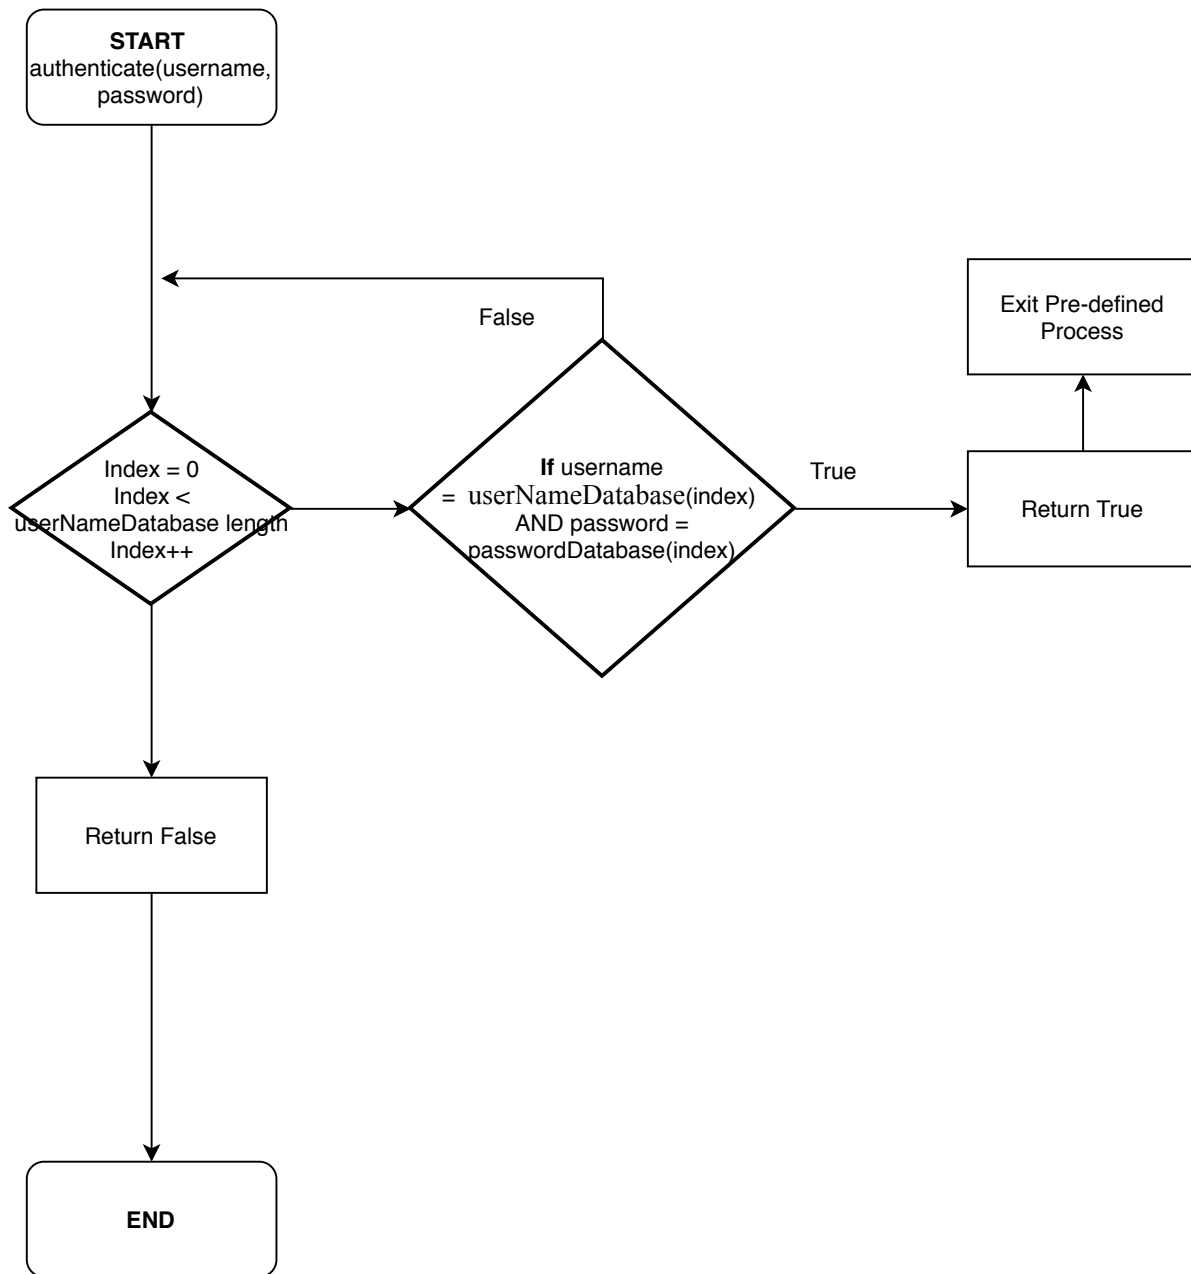 START
authenticate(username,
password)
False
Exit Pre-defined
Process
Index = 0
Index <
userNameDatabase length
Index++
If username
= userNameDatabase(index)
AND password =
passwordDatabase(index)
True
Return True
Return False
END